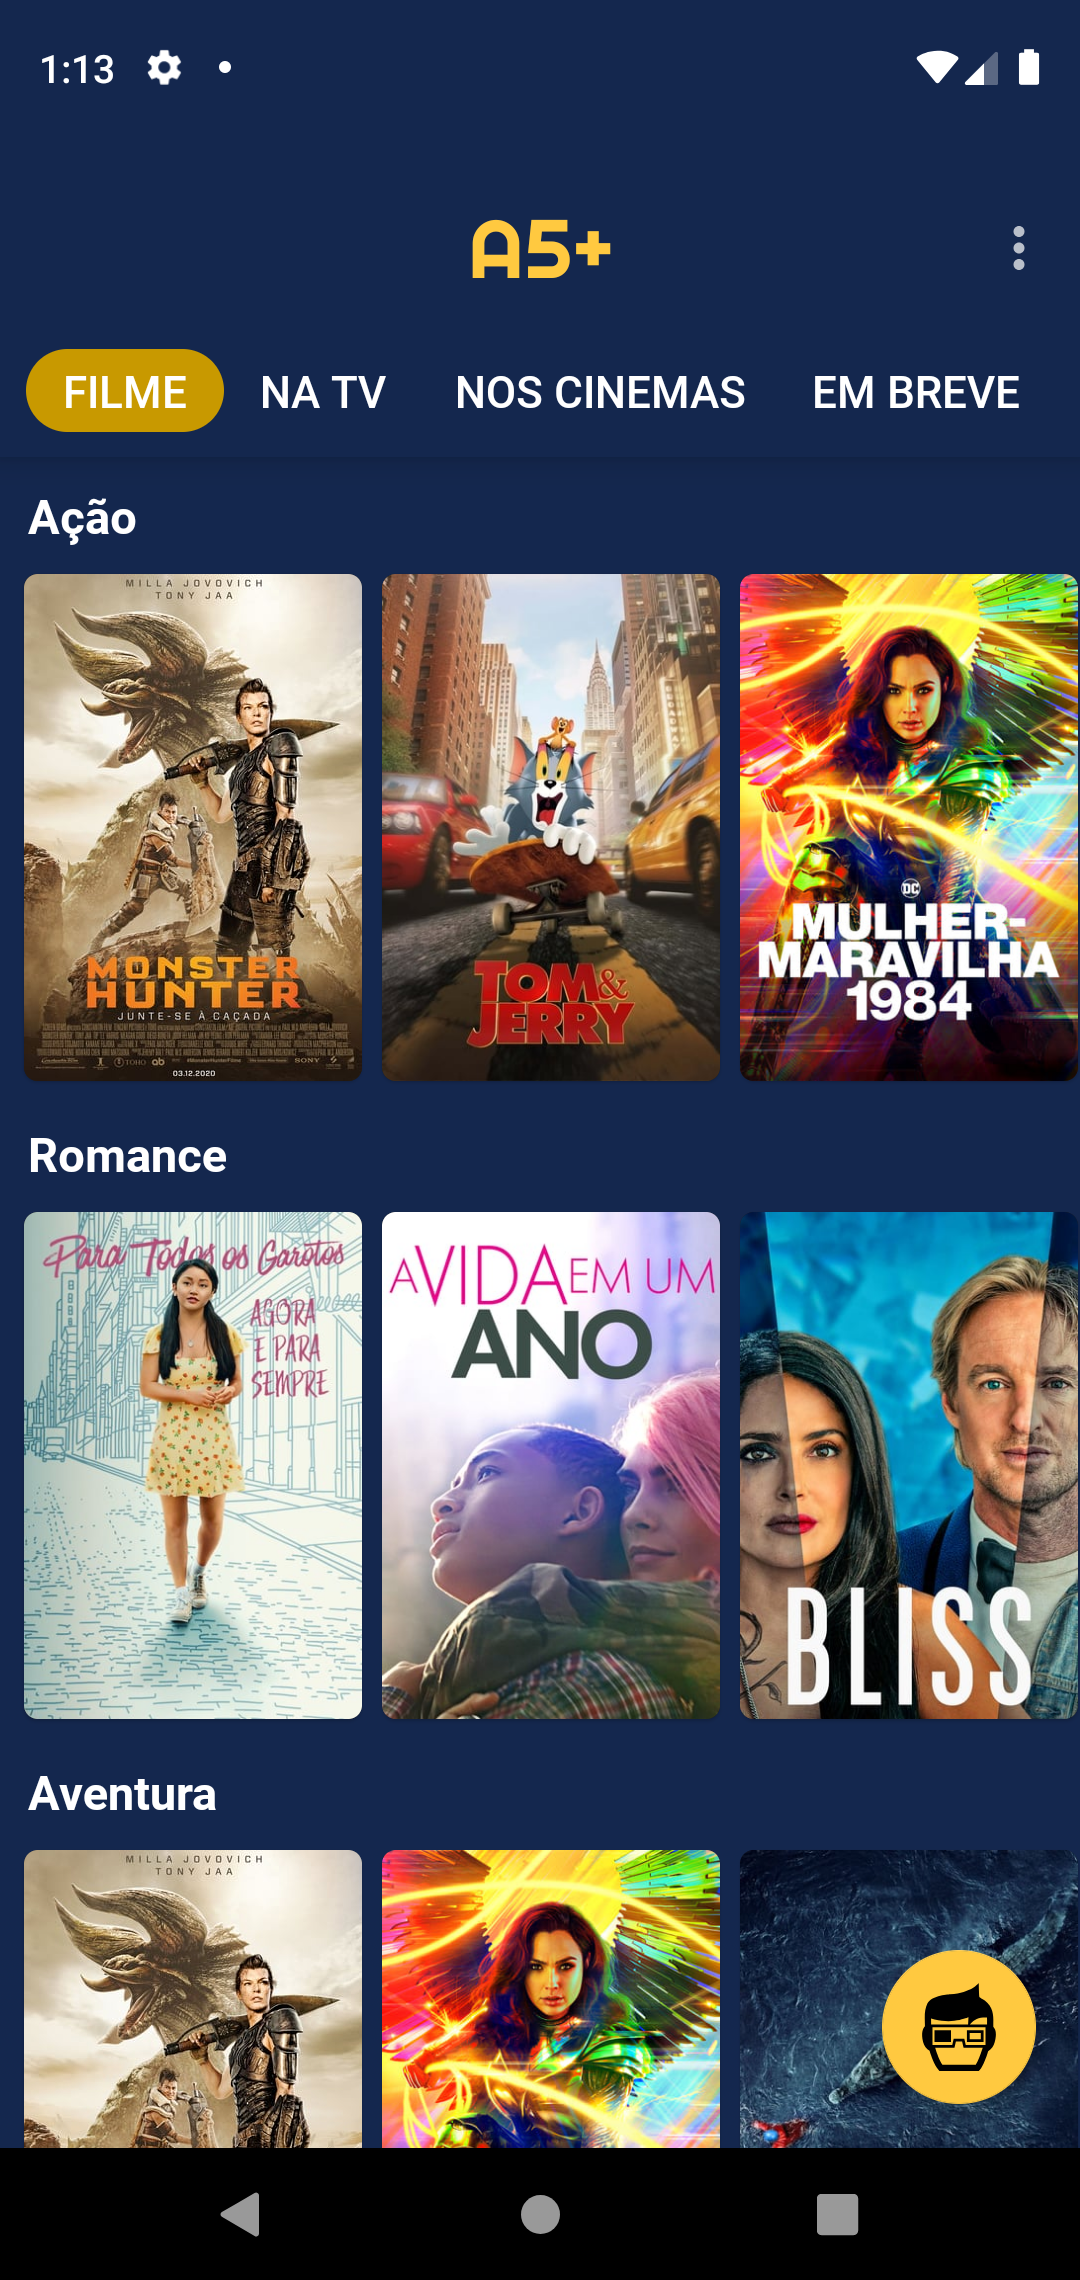 1:13
A5+
FILME NA TV NOS CINEMAS EM BREVE
Ação
MILLA JOVOVICH
TONY JAA
MONSTER
HUNTER
JUNTE-SE À CAÇADA
03.12.2020
TOM &
JERRY
DC
MULHER-
MARAVILHA
1984
Romance
Para Todos os Garotos
AGORA
E PARA
SEMPRE
A VIDA EM UM
ANO
BLISS
Aventura
MILLA JOVOVICH
TONY JAA